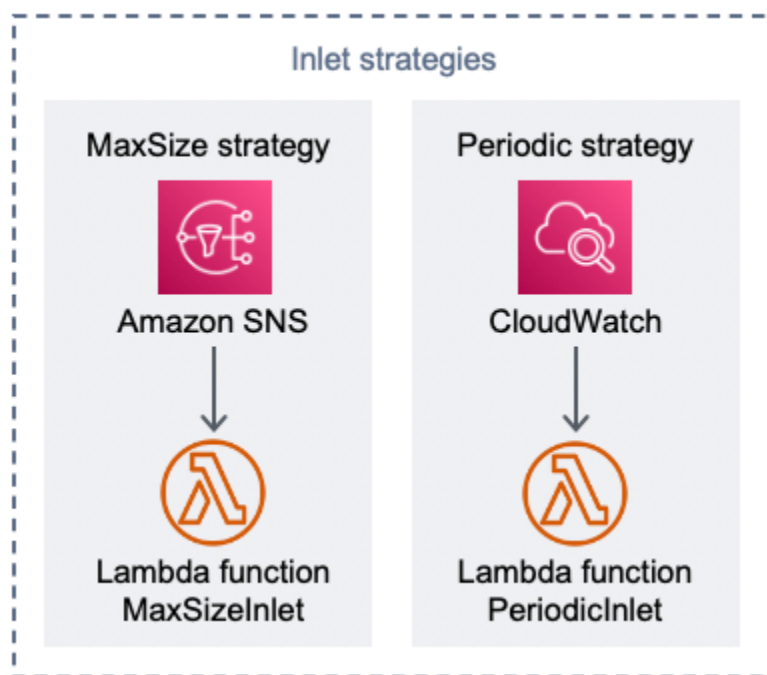 Inlet strategies
MaxSize strategy
Amazon SNS
Lambda function
MaxSizeInlet
Periodic strategy
CloudWatch
Lambda function
PeriodicInlet